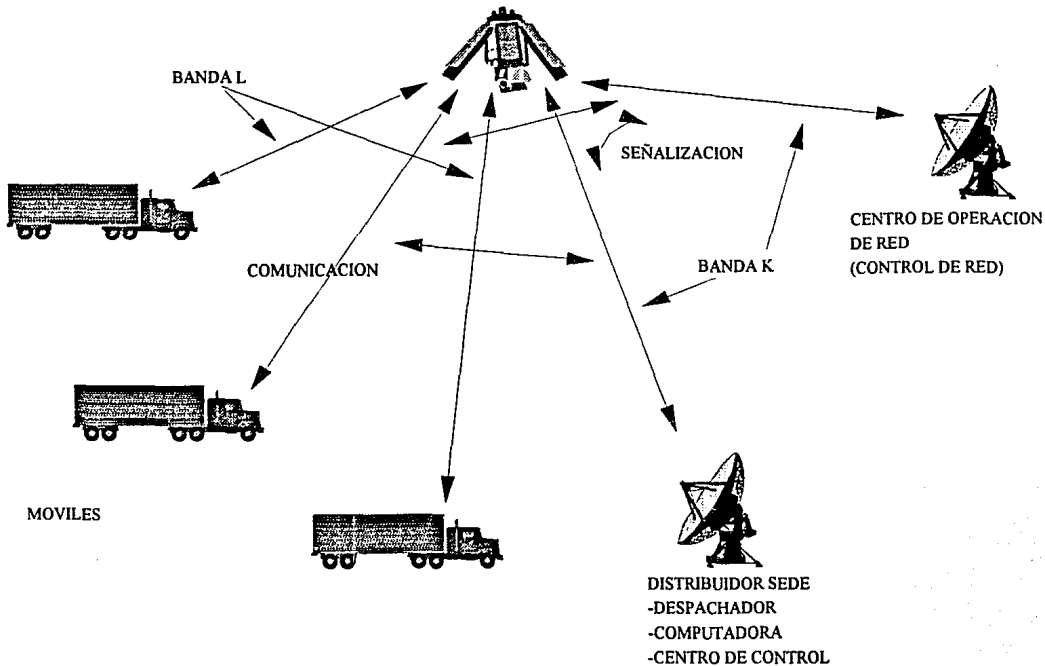 BANDA L
SEÑALIZACION
CENTRO DE OPERACION
DE RED
(CONTROL DE RED)
COMUNICACION
BANDA K
MOVILES
DISTRIBUIDOR SEDE
-DESPACHADOR
-COMPUTADORA
-CENTRO DE CONTROL